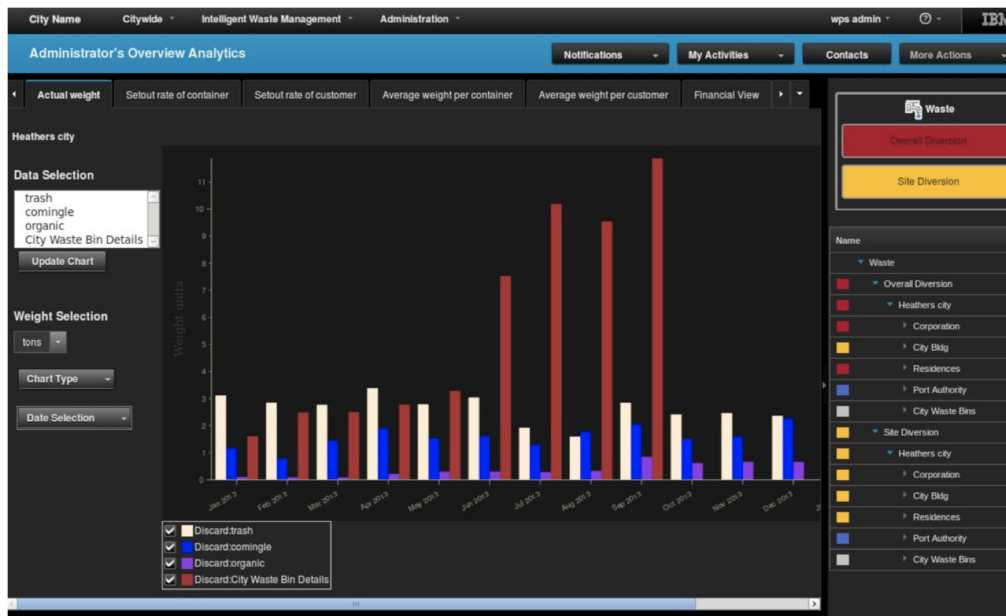 City Name Citywide Intelligent Waste Management Administration wps admin IBM
Administrator's Overview Analytics Notifications My Activities Contacts More Actions
Actual weight Setout rate of container Setout rate of customer Average weight per container Average weight per customer Financial View
Heathers city
Data Selection
trash
comingle
organic
City Waste Bin Details
Update Chart
Weight Selection
tons
Chart Type
Date Selection
Weight units
11
10
9
8
7
6
5
4
3
2
1
0
Jan 2013 Feb 2013 Mar 2013 Apr 2013 May 2013 Jun 2013 Jul 2013 Aug 2013 Sep 2013 Oct 2013 Nov 2013 Dec 2013
Discard:trash
Discard:comingle
Discard:organic
Discard:City Waste Bin Details
Waste
Overall Diversion
Site Diversion
Name
Waste
Overall Diversion
Heathers city
Corporation
City Bldg
Residences
Port Authority
City Waste Bins
Site Diversion
Heathers city
Corporation
City Bldg
Residences
Port Authority
City Waste Bins